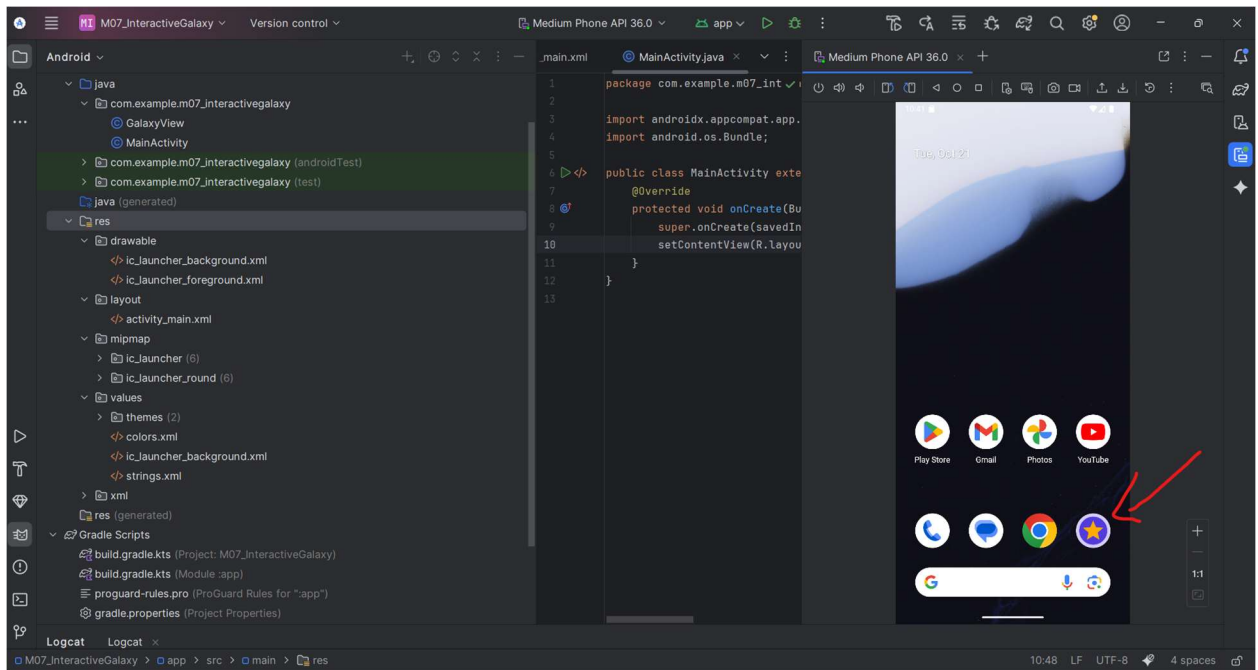 MI M07_InteractiveGalaxy Version control Medium Phone API 36.0 app
Android
java
com.example.m07_interactivegalaxy
GalaxyView
MainActivity
com.example.m07_interactivegalaxy (androidTest)
com.example.m07_interactivegalaxy (test)
java (generated)
res
drawable
ic_launcher_background.xml
ic_launcher_foreground.xml
layout
activity_main.xml
mipmap
ic_launcher (6)
ic_launcher_round (6)
values
themes (2)
colors.xml
ic_launcher_background.xml
strings.xml
xml
res (generated)
Gradle Scripts
build.gradle.kts (Project: M07_InteractiveGalaxy)
build.gradle.kts (Module :app)
proguard-rules.pro (ProGuard Rules for ":app")
gradle.properties (Project Properties)
_main.xml MainActivity.java
1 package com.example.m07_int
2
3 import androidx.appcompat.app.
4 import android.os.Bundle;
5
6 </> public class MainActivity exte
7 @Override
8 protected void onCreate(Bu
9 super.onCreate(savedIn
10 setContentView(R.layou
11 }
12 }
13
Medium Phone API 36.0
10:41
Tue, Oct 21
Play Store Gmail Photos YouTube
G
1:1
Logcat Logcat
M07_InteractiveGalaxy > app > src > main > res 10:48 LF UTF-8 4 spaces